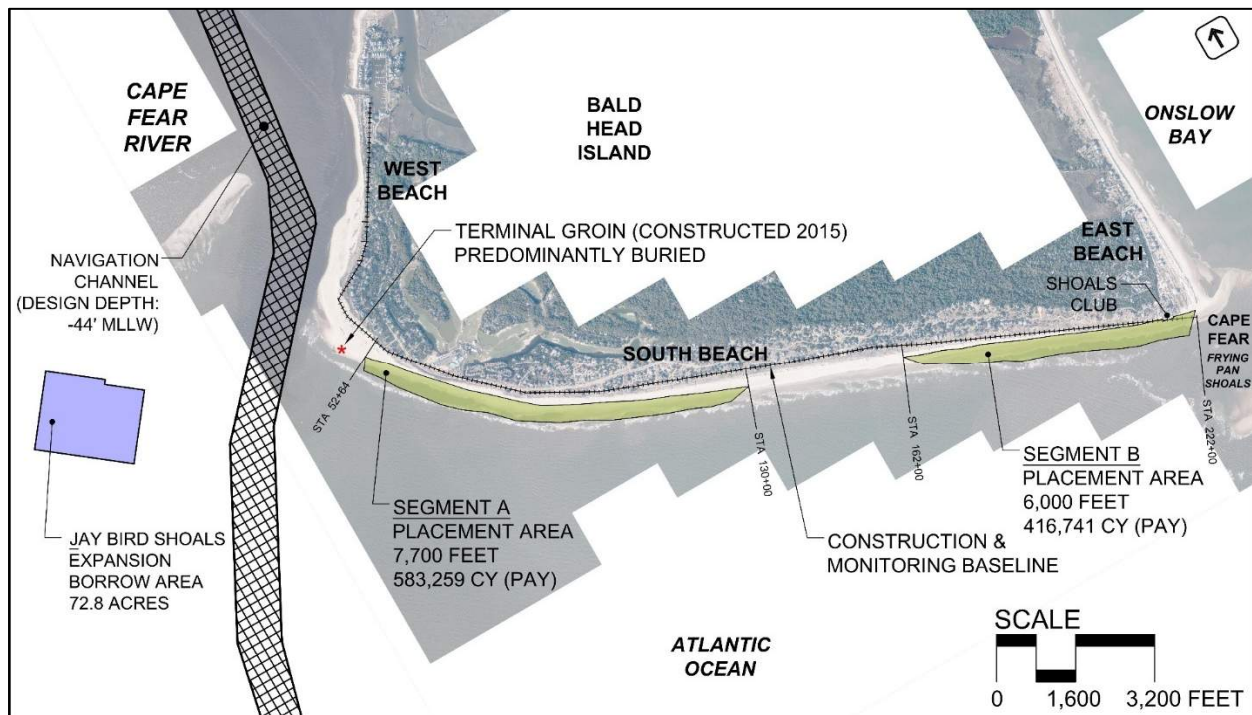 CAPE
FEAR
RIVER
BALD
HEAD
ISLAND
ONSLOW
BAY
WEST
BEACH
NAVIGATION
CHANNEL
(DESIGN DEPTH:
-44' MLLW)
TERMINAL GROIN (CONSTRUCTED 2015)
PREDOMINANTLY BURIED
EAST
BEACH
SHOALS
CLUB
SOUTH BEACH
CAPE
FEAR
FRYING
PAN
SHOALS
STA 52+64
STA 130+00
STA 162+00
STA 222+00
JAY BIRD SHOALS
EXPANSION
BORROW AREA
72.8 ACRES
SEGMENT A
PLACEMENT AREA
7,700 FEET
583,259 CY (PAY)
CONSTRUCTION &
MONITORING BASELINE
SEGMENT B
PLACEMENT AREA
6,000 FEET
416,741 CY (PAY)
ATLANTIC
OCEAN
SCALE
0 1,600 3,200 FEET